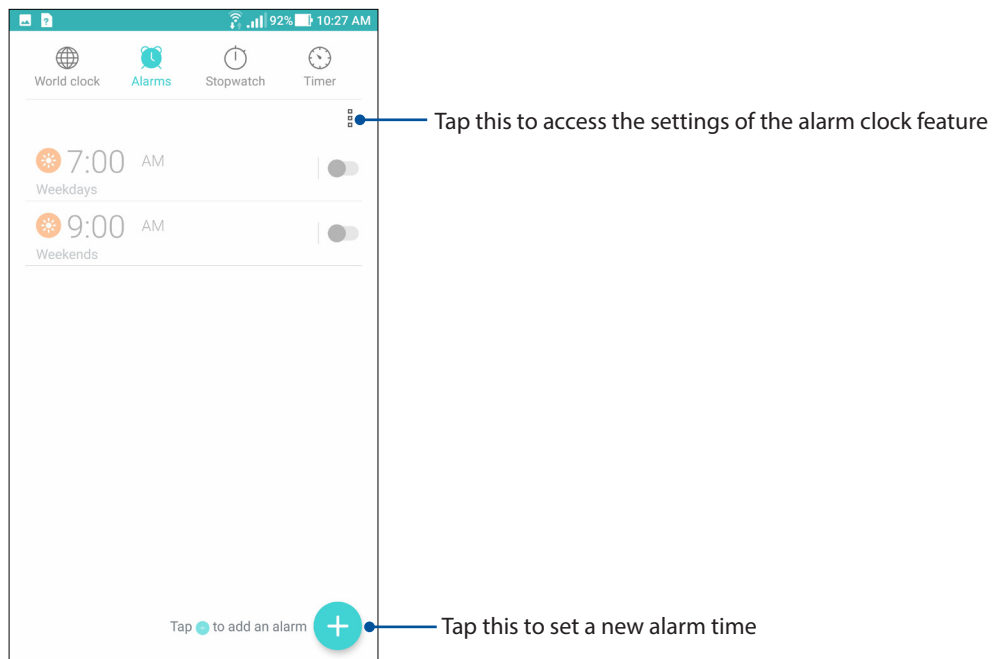 92% 10:27 AM
World clock Alarms Stopwatch Timer
Tap this to access the settings of the alarm clock feature
7:00 AM
Weekdays
9:00 AM
Weekends
Tap + to add an alarm
Tap this to set a new alarm time